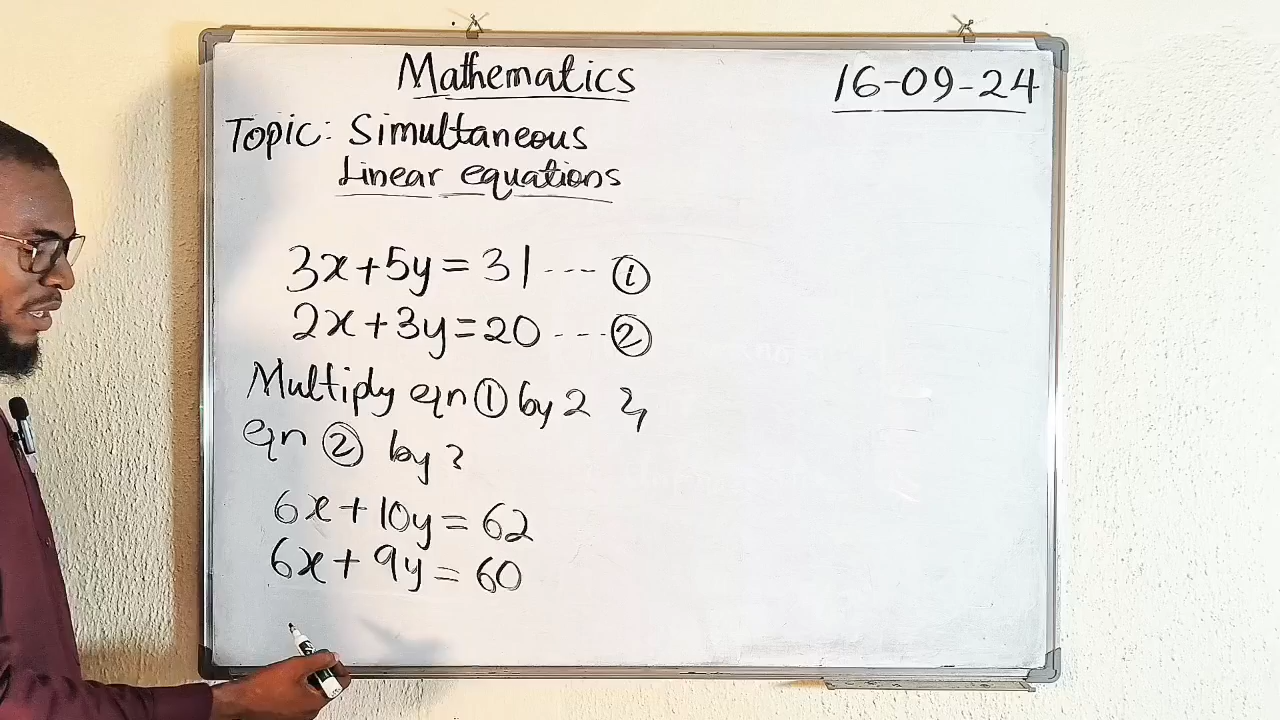 Mathematics
16-09-24
Topic: Simultaneous
Linear equations
3x+5y=31 --- ①
2x+3y=20 --- ②
Multiply eqn ① by 2 &
eqn ② by 3
6x+10y=62
6x+9y=60